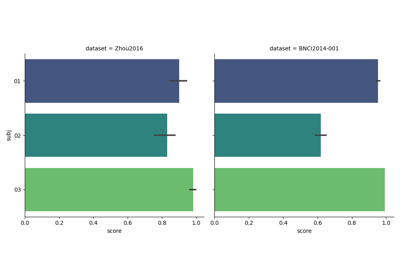 dataset = Zhou2016
dataset = BNCI2014-001
01
02
03
subj
0.0 0.2 0.4 0.6 0.8 1.0
0.0 0.2 0.4 0.6 0.8 1.0
score
score